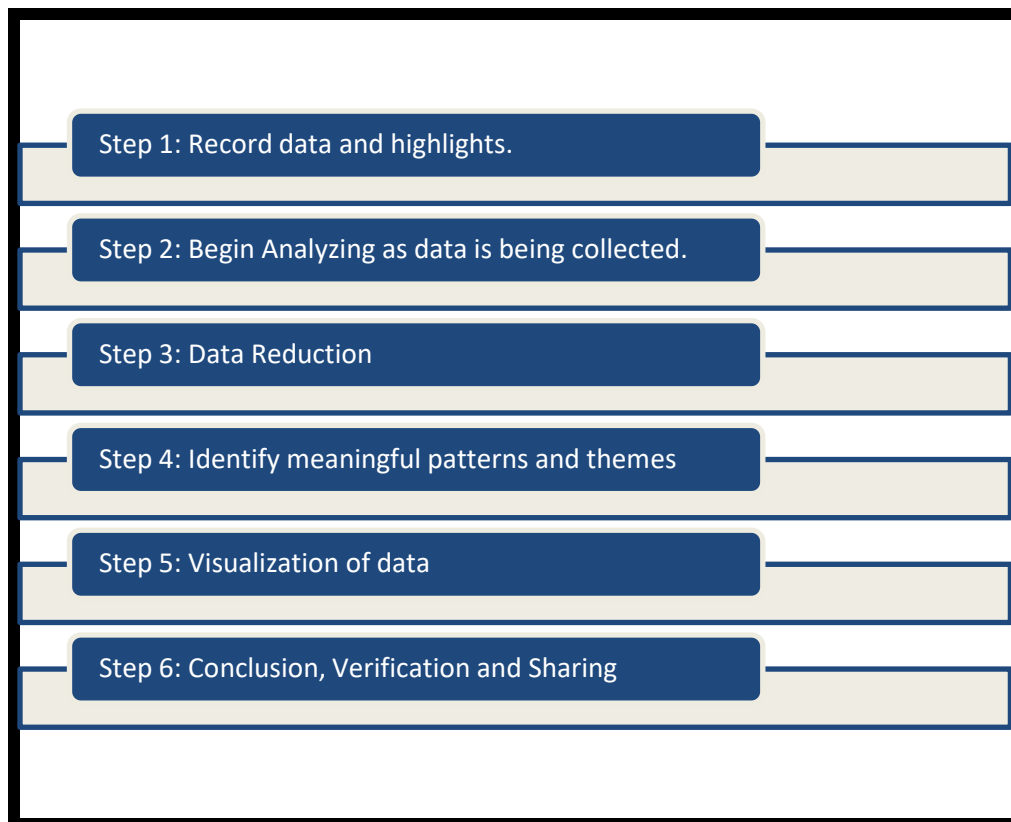 Step 1: Record data and highlights.
Step 2: Begin Analyzing as data is being collected.
Step 3: Data Reduction
Step 4: Identify meaningful patterns and themes
Step 5: Visualization of data
Step 6: Conclusion, Verification and Sharing